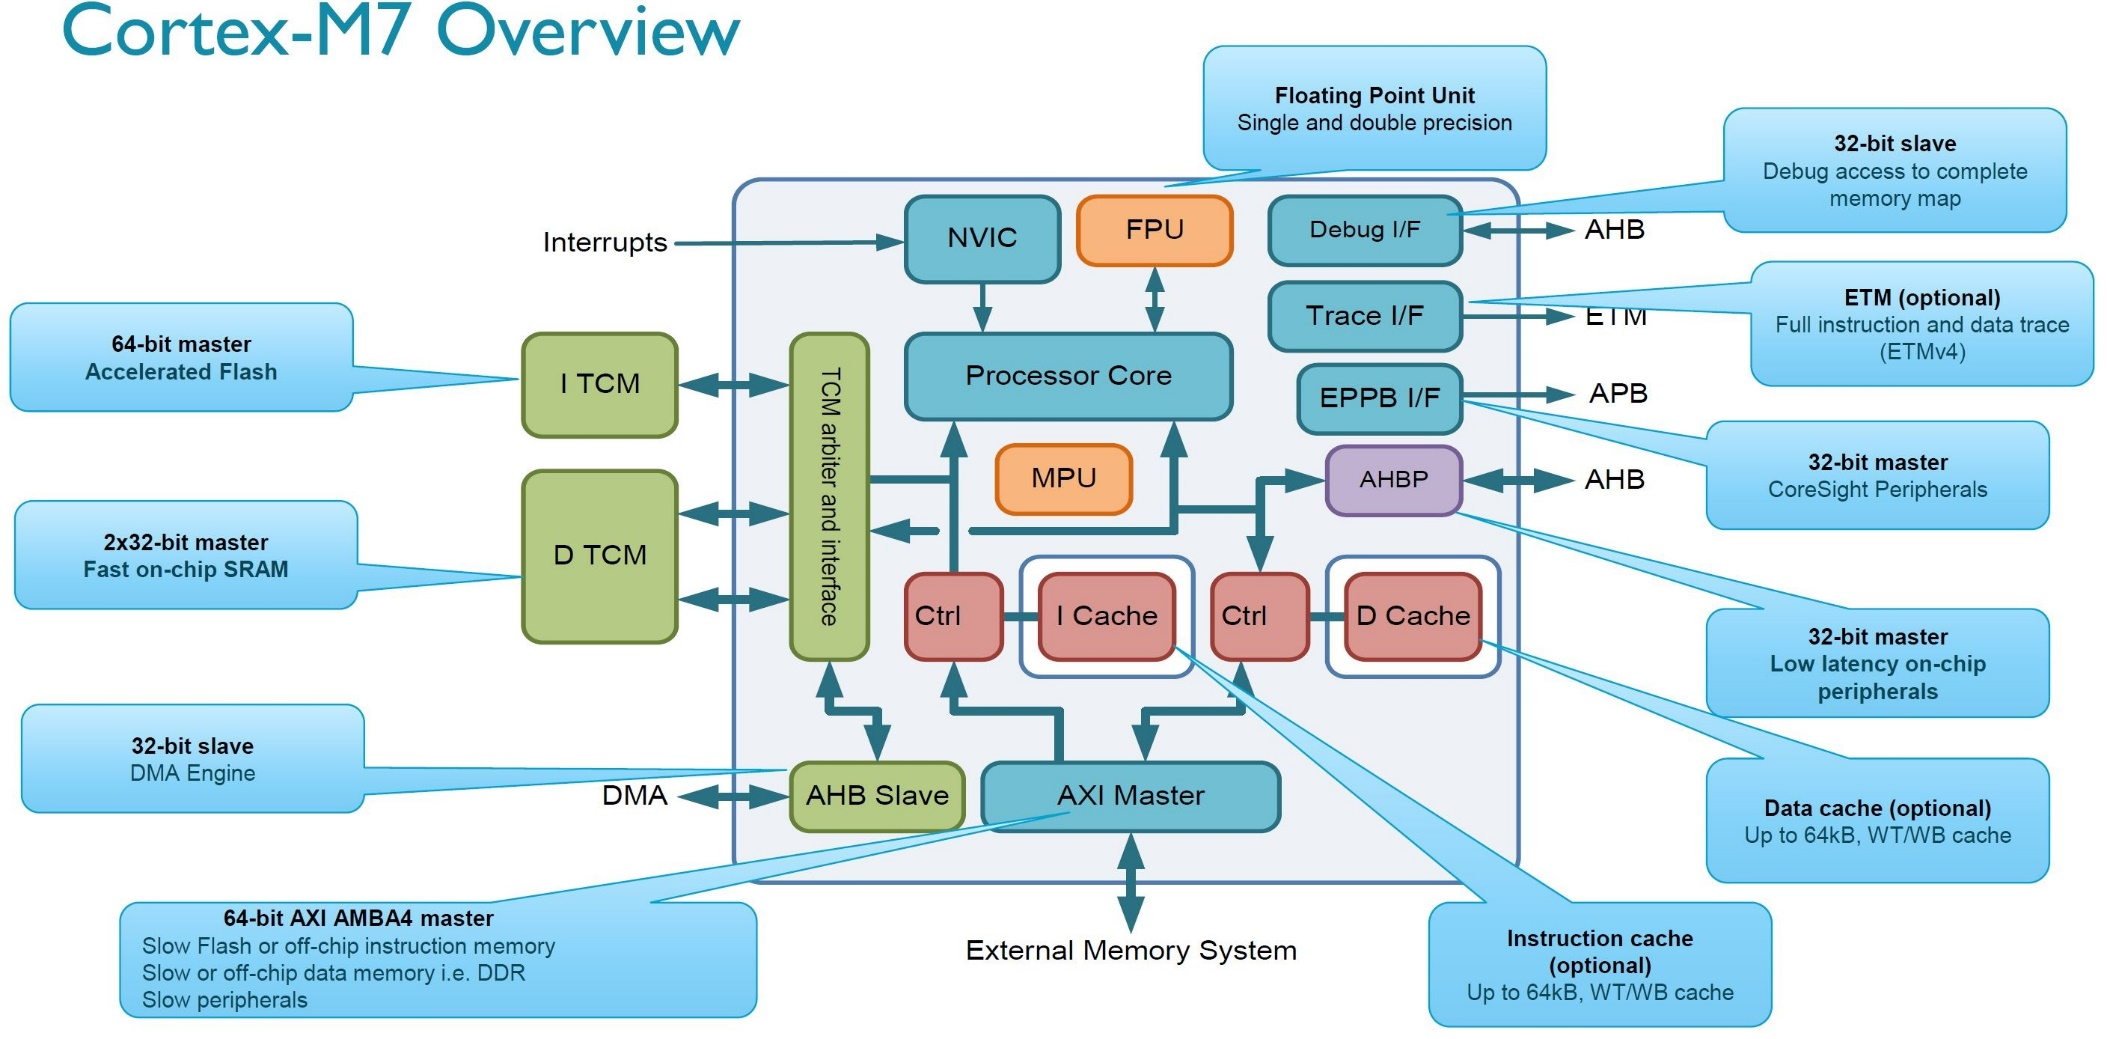 Cortex-M7 Overview
Floating Point Unit
Single and double precision
32-bit slave
Debug access to complete
memory map
Interrupts
NVIC
FPU
Debug I/F
AHB
ETM (optional)
Full instruction and data trace
(ETMv4)
Trace I/F
ETM
64-bit master
Accelerated Flash
I TCM
TCM arbiter and interface
Processor Core
EPPB I/F
APB
32-bit master
CoreSight Peripherals
MPU
AHBP
AHB
2x32-bit master
Fast on-chip SRAM
D TCM
Ctrl
I Cache
Ctrl
D Cache
32-bit master
Low latency on-chip
peripherals
32-bit slave
DMA Engine
DMA
AHB Slave
AXI Master
Data cache (optional)
Up to 64kB, WT/WB cache
64-bit AXI AMBA4 master
Slow Flash or off-chip instruction memory
Slow or off-chip data memory i.e. DDR
Slow peripherals
External Memory System
Instruction cache
(optional)
Up to 64kB, WT/WB cache